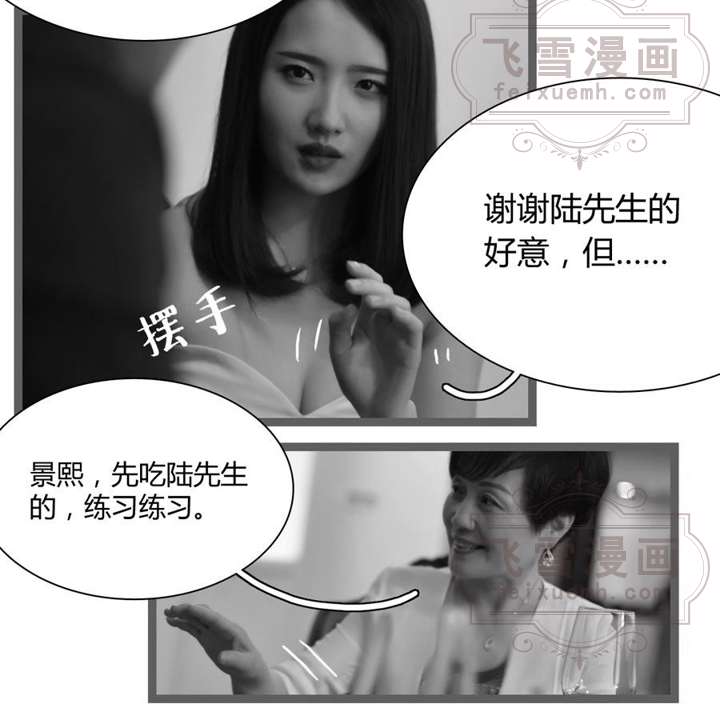 飞雪漫画
feixuemh.com
谢谢陆先生的
好意，但……
摆手
景熙，先吃陆先生
的，练习练习。
飞雪漫画
feixuemh.com